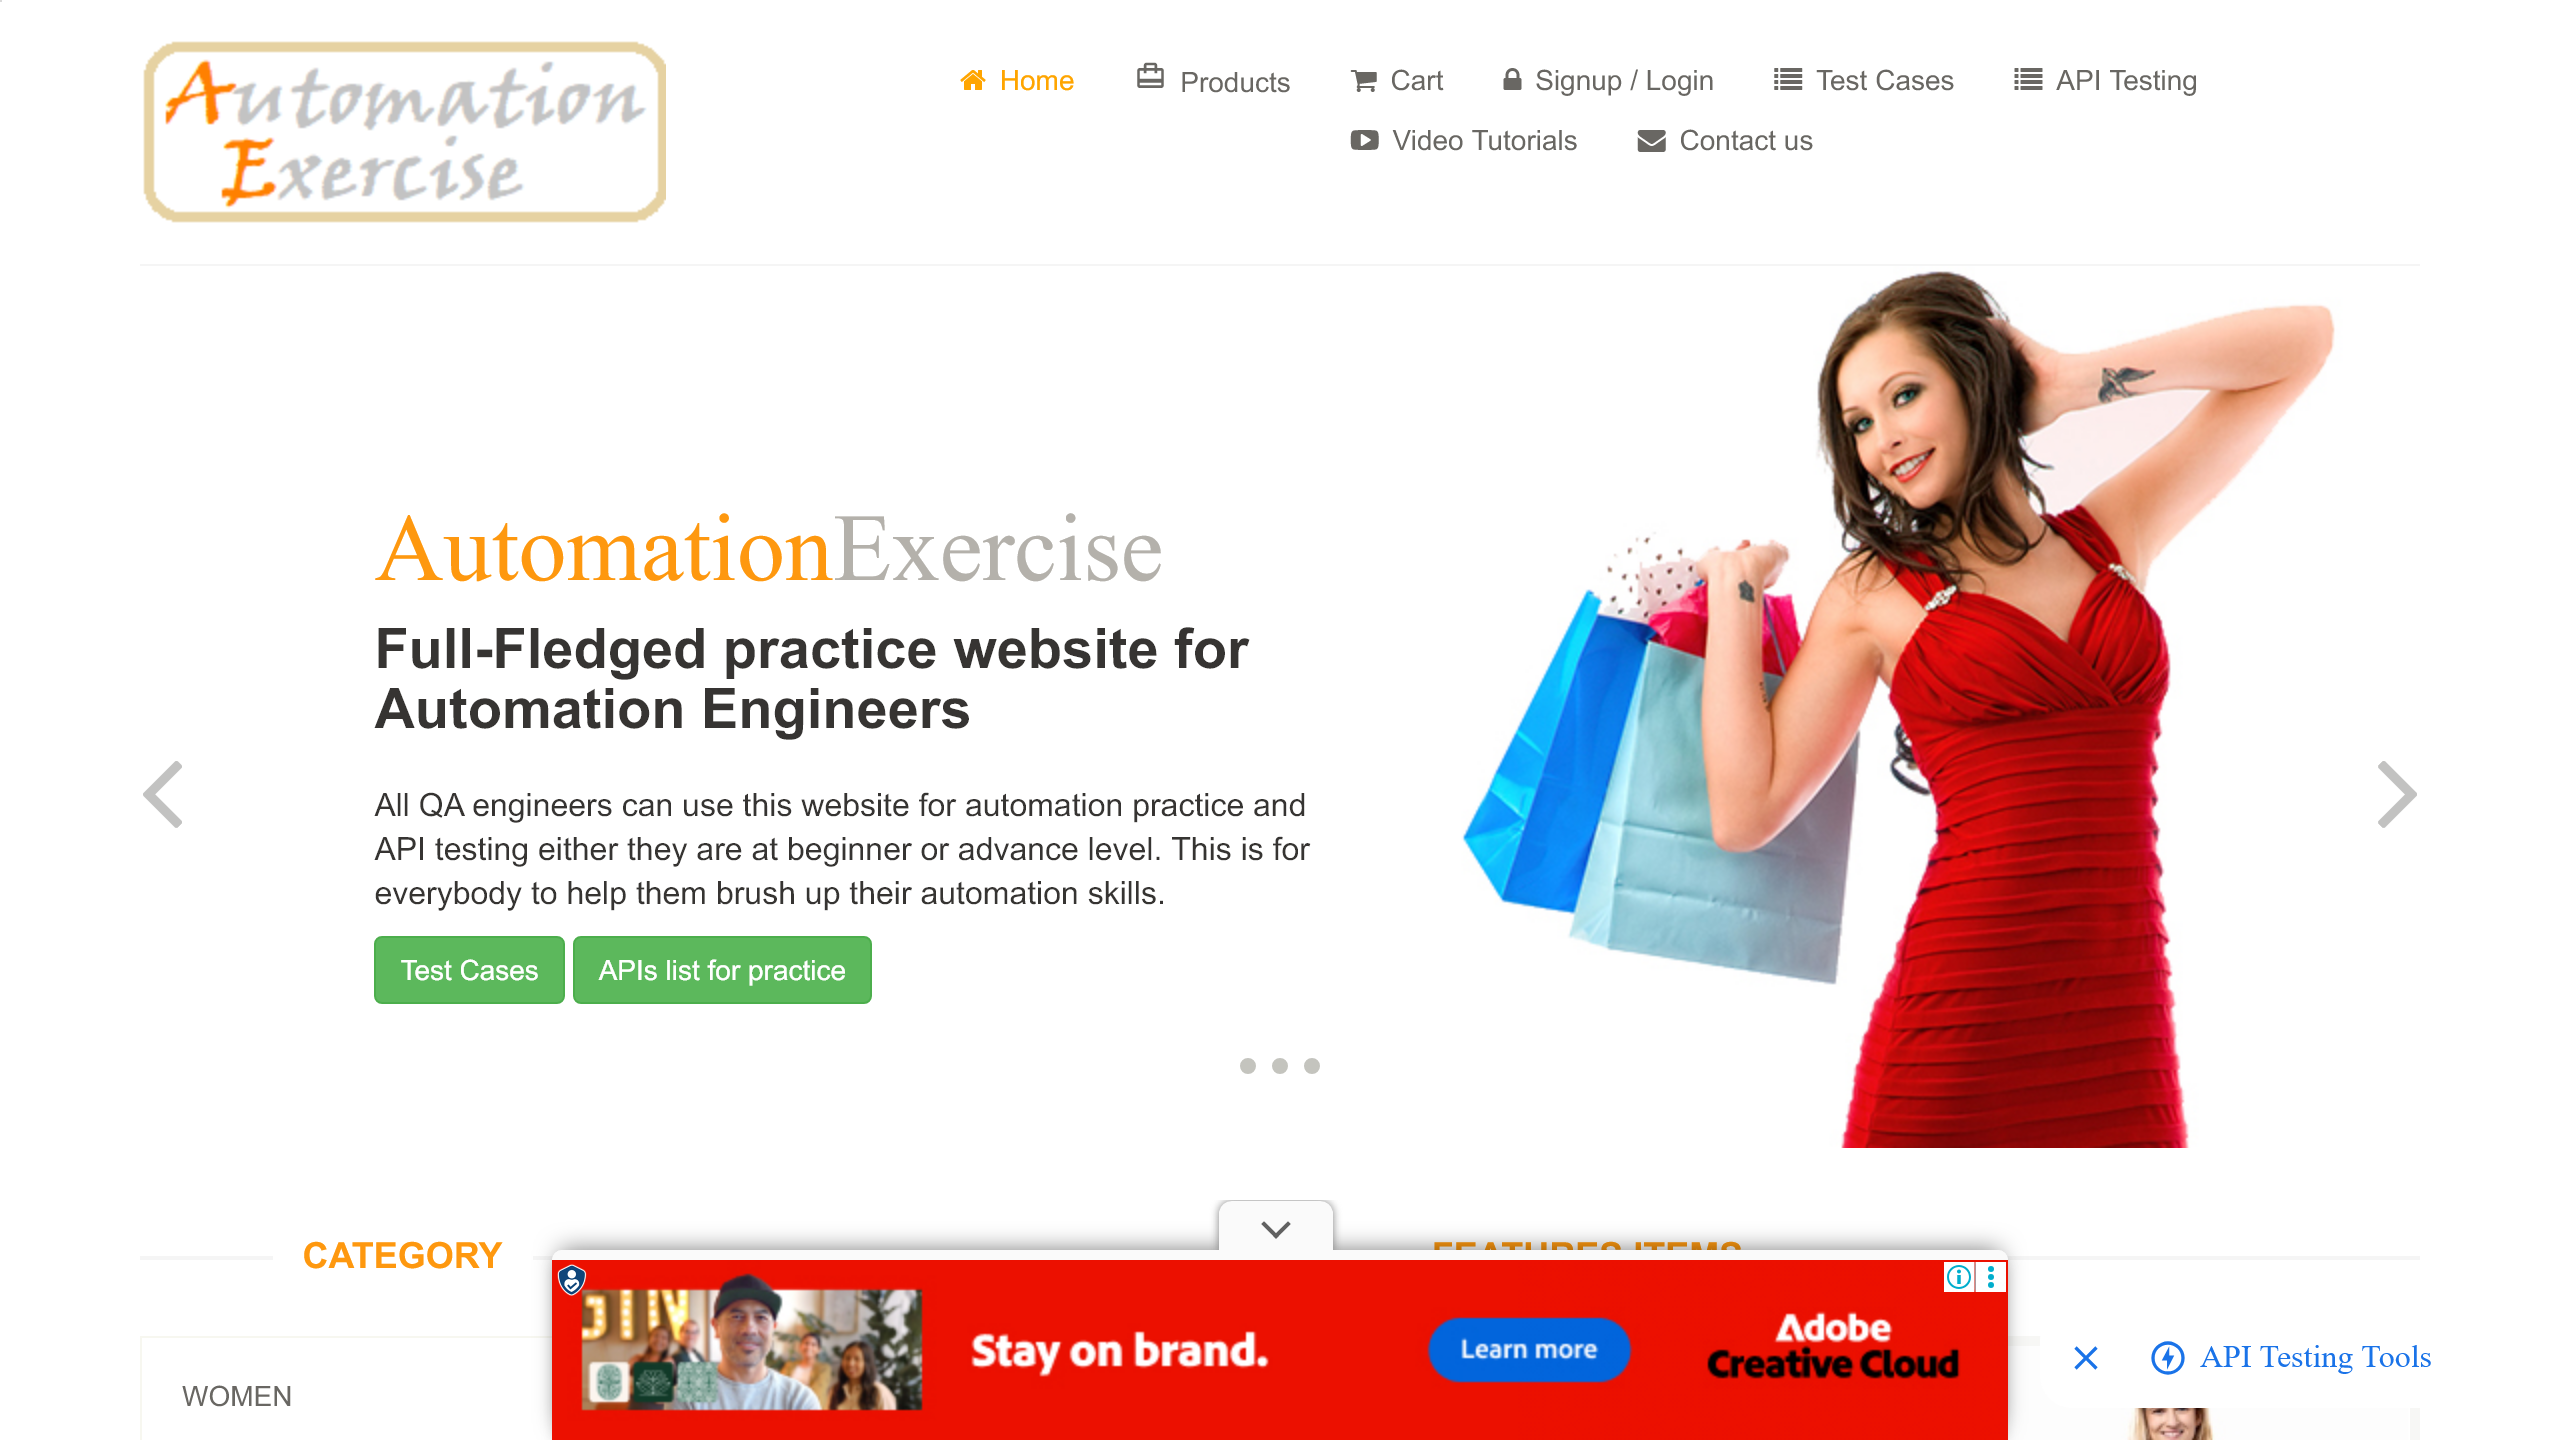 Automation
Exercise
Home
Products
Cart
Signup / Login
Test Cases
API Testing
Video Tutorials
Contact us
AutomationExercise
Full-Fledged practice website for
Automation Engineers
All QA engineers can use this website for automation practice and
API testing either they are at beginner or advance level. This is for
everybody to help them brush up their automation skills.
Test Cases
APIs list for practice
CATEGORY
FEATURES ITEMS
WOMEN
Stay on brand.
Learn more
Adobe
Creative Cloud
API Testing Tools